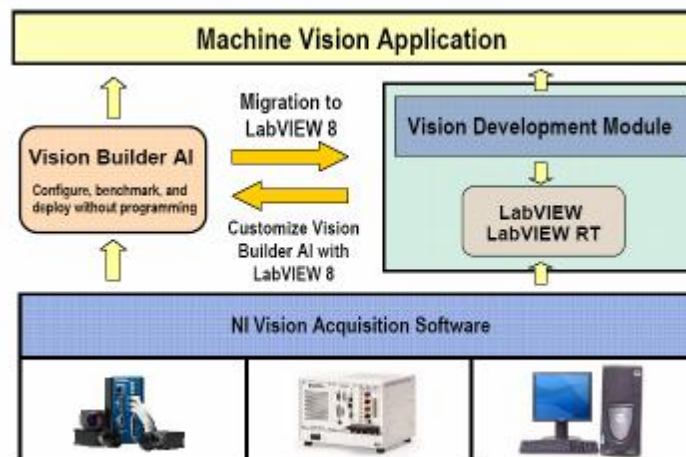 Machine Vision Application
Migration to
LabVIEW 8
Vision Builder AI
Configure, benchmark, and
deploy without programming
Customize Vision
Builder AI with
LabVIEW 8
Vision Development Module
LabVIEW
LabVIEW RT
NI Vision Acquisition Software